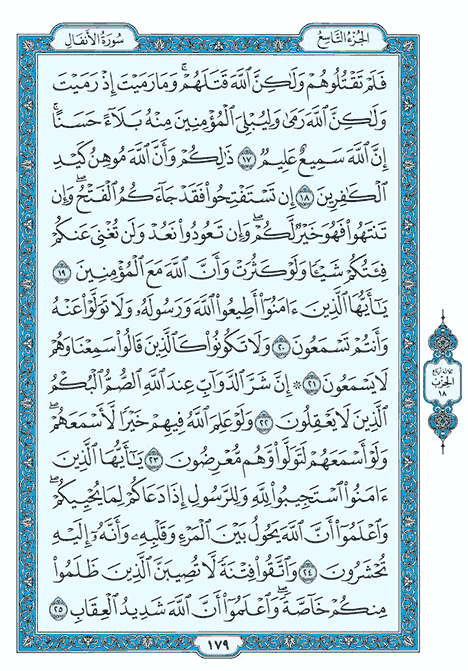 سُورَةُ الأَنفَالِ
الجُزْءُ التَّاسِعُ
فَلَمْ تَقْتُلُوهُمْ وَلَٰكِنَّ ٱللَّهَ قَتَلَهُمْ ۚ وَمَا رَمَيْتَ إِذْ رَمَيْتَ
وَلَٰكِنَّ ٱللَّهَ رَمَىٰ ۚ وَلِيُبْلِيَ ٱلْمُؤْمِنِينَ مِنْهُ بَلَآءً حَسَنًا ۚ
إِنَّ ٱللَّهَ سَمِيعٌ عَلِيمٌ ١٧ ذَٰلِكُمْ وَأَنَّ ٱللَّهَ مُوهِنُ كَيْدِ
ٱلْكَٰفِرِينَ ١٨ إِن تَسْتَفْتِحُوا۟ فَقَدْ جَآءَكُمُ ٱلْفَتْحُ ۖ وَإِن
تَنتَهُوا۟ فَهُوَ خَيْرٌ لَّكُمْ ۖ وَإِن تَعُودُوا۟ نَعُدْ وَلَن تُغْنِىَ عَنكُمْ
فِئَتُكُمْ شَيْـًٔا وَلَوْ كَثُرَتْ وَأَنَّ ٱللَّهَ مَعَ ٱلْمُؤْمِنِينَ ١٩
يَٰٓأَيُّهَا ٱلَّذِينَ ءَامَنُوٓا۟ أَطِيعُوا۟ ٱللَّهَ وَرَسُولَهُۥ وَلَا تَوَلَّوْا۟ عَنْهُ
وَأَنتُمْ تَسْمَعُونَ ٢٠ وَلَا تَكُونُوا۟ كَٱلَّذِينَ قَالُوا۟ سَمِعْنَا وَهُمْ
لَا يَسْمَعُونَ ٢١ ۞ إِنَّ شَرَّ ٱلدَّوَآبِّ عِندَ ٱللَّهِ ٱلصُّمُّ ٱلْبُكْمُ
ٱلَّذِينَ لَا يَعْقِلُونَ ٢٢ وَلَوْ عَلِمَ ٱللَّهُ فِيهِمْ خَيْرًا لَّأَسْمَعَهُمْ ۖ
وَلَوْ أَسْمَعَهُمْ لَتَوَلَّوا۟ وَّهُم مُّعْرِضُونَ ٢٣ يَٰٓأَيُّهَا ٱلَّذِينَ
ءَامَنُوا۟ ٱسْتَجِيبُوا۟ لِلَّهِ وَلِلرَّسُولِ إِذَا دَعَاكُمْ لِمَا يُحْيِيكُمْ ۖ
وَٱعْلَمُوٓا۟ أَنَّ ٱللَّهَ يَحُولُ بَيْنَ ٱلْمَرْءِ وَقَلْبِهِۦ وَأَنَّهُۥٓ إِلَيْهِ
تُحْشَرُونَ ٢٤ وَٱتَّقُوا۟ فِتْنَةً لَّا تُصِيبَنَّ ٱلَّذِينَ ظَلَمُوا۟
مِنكُمْ خَآصَّةً ۖ وَٱعْلَمُوٓا۟ أَنَّ ٱللَّهَ شَدِيدُ ٱلْعِقَابِ ٢٥
ثلاثة أرباع
الحِزْبِ
١٨
١٧٩